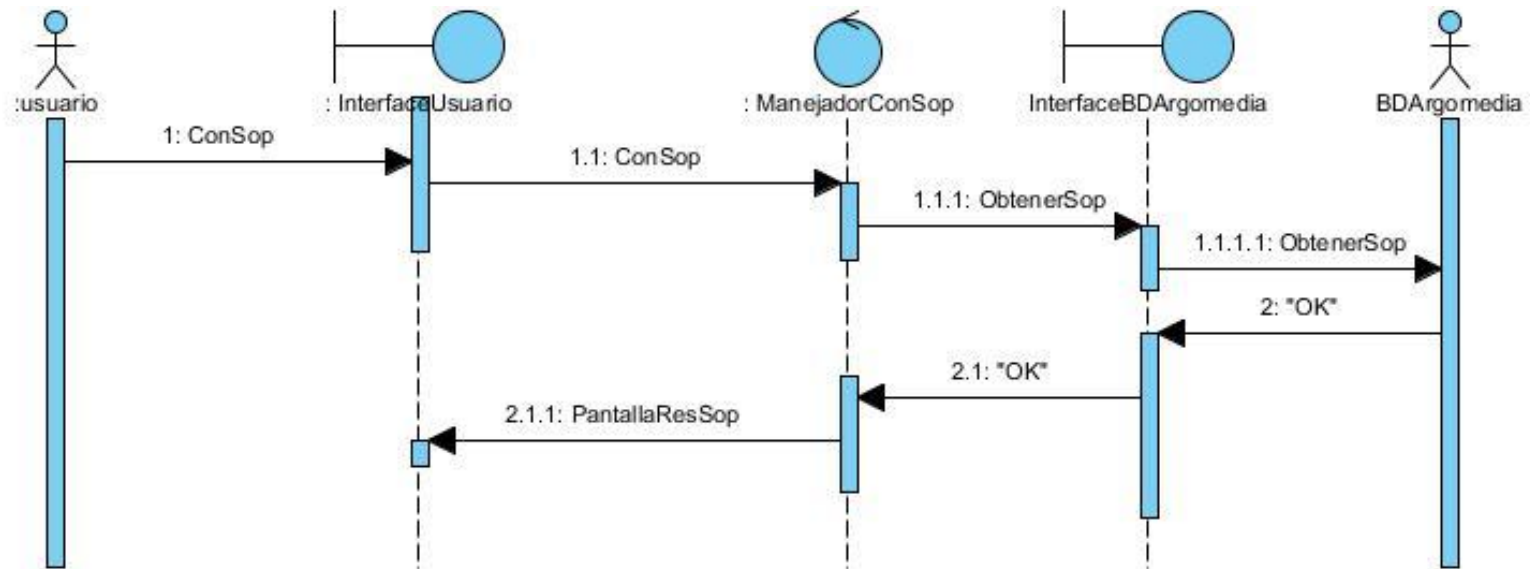 :usuario
: InterfaceUsuario
: ManejadorConSop
InterfaceBDArgomedia
BDArgomedia
1: ConSop
1.1: ConSop
1.1.1: ObtenerSop
1.1.1.1: ObtenerSop
2: "OK"
2.1: "OK"
2.1.1: PantallaResSop